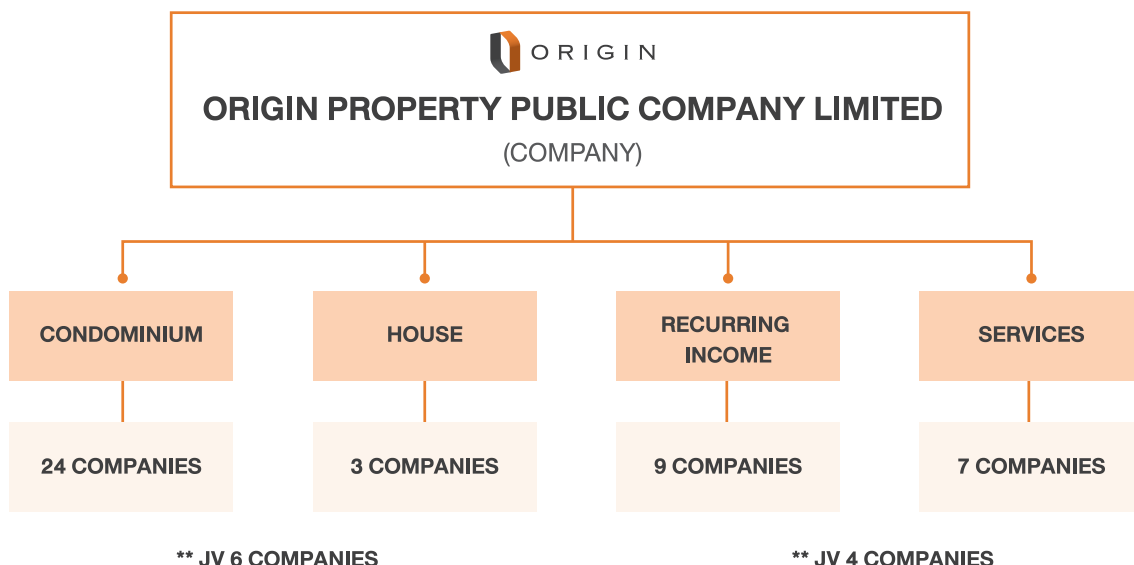 ORIGIN
ORIGIN PROPERTY PUBLIC COMPANY LIMITED
(COMPANY)
CONDOMINIUM
HOUSE
RECURRING
INCOME
SERVICES
24 COMPANIES
3 COMPANIES
9 COMPANIES
7 COMPANIES
** JV 6 COMPANIES
** JV 4 COMPANIES